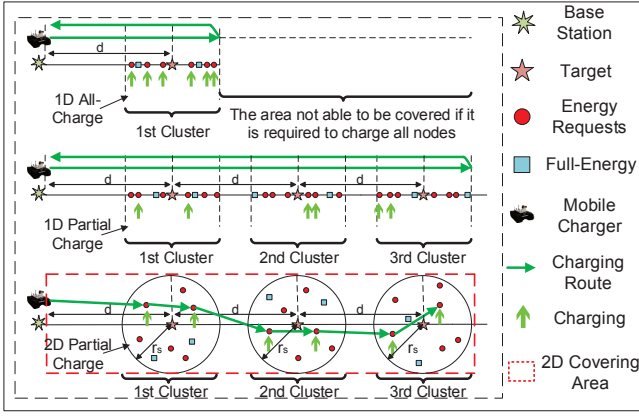 d
1D All-
Charge
1st Cluster
The area not able to be covered if it
is required to charge all nodes
d
d
d
1D Partial
Charge
1st Cluster
2nd Cluster
3rd Cluster
d
d
d
2D Partial
Charge
rs
rs
rs
1st Cluster
2nd Cluster
3rd Cluster
Base
Station
Target
Energy
Requests
Full-Energy
Mobile
Charger
Charging
Route
Charging
2D Covering
Area